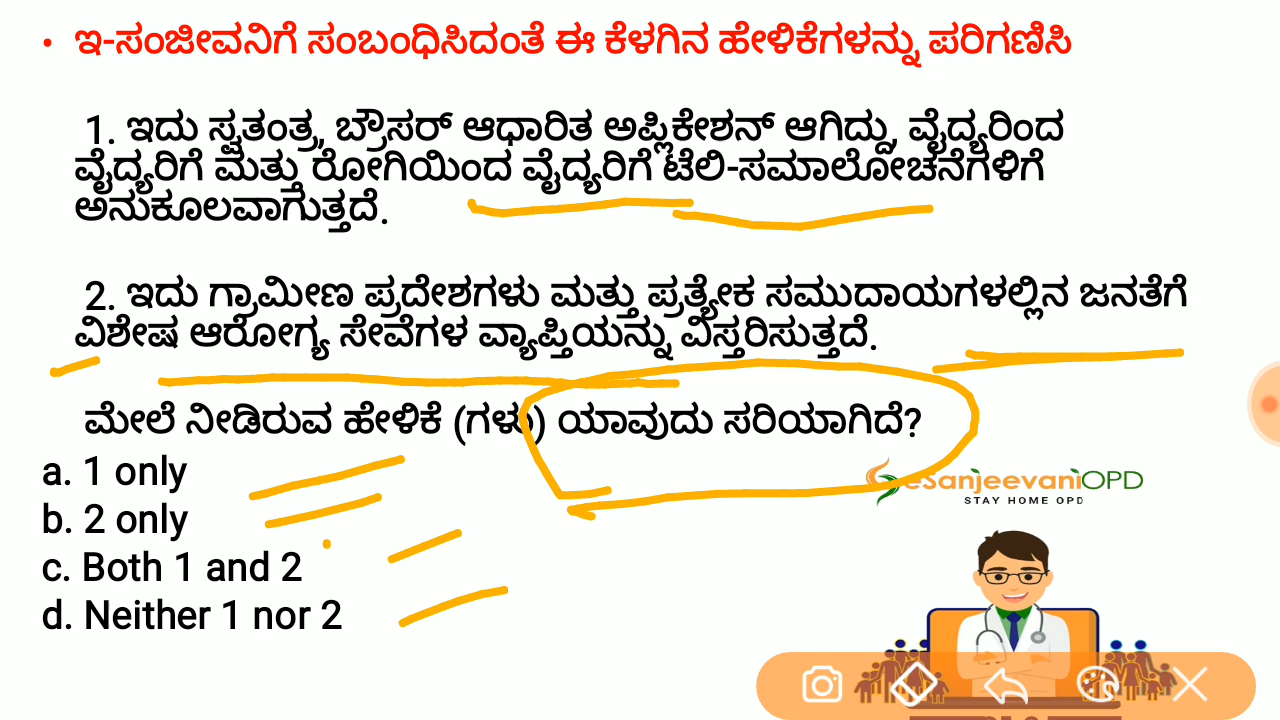 • ಇ-ಸಂಜೀವನಿಗೆ ಸಂಬಂಧಿಸಿದಂತೆ ಈ ಕೆಳಗಿನ ಹೇಳಿಕೆಗಳನ್ನು ಪರಿಗಣಿಸಿ
1. ಇದು ಸ್ವತಂತ್ರ, ಬ್ರೌಸರ್ ಆಧಾರಿತ ಅಪ್ಲಿಕೇಶನ್ ಆಗಿದ್ದು, ವೈದ್ಯರಿಂದ
ವೈದ್ಯರಿಗೆ ಮತ್ತು ರೋಗಿಯಿಂದ ವೈದ್ಯರಿಗೆ ಟೆಲಿ-ಸಮಾಲೋಚನೆಗಳಿಗೆ
ಅನುಕೂಲವಾಗುತ್ತದೆ.
2. ಇದು ಗ್ರಾಮೀಣ ಪ್ರದೇಶಗಳು ಮತ್ತು ಪ್ರತ್ಯೇಕ ಸಮುದಾಯಗಳಲ್ಲಿನ ಜನತೆಗೆ
ವಿಶೇಷ ಆರೋಗ್ಯ ಸೇವೆಗಳ ವ್ಯಾಪ್ತಿಯನ್ನು ವಿಸ್ತರಿಸುತ್ತದೆ.
ಮೇಲೆ ನೀಡಿರುವ ಹೇಳಿಕೆ (ಗಳು) ಯಾವುದು ಸರಿಯಾಗಿದೆ?
a. 1 only
b. 2 only
c. Both 1 and 2
d. Neither 1 nor 2
eSanjeevaniOPD
STAY HOME OPD